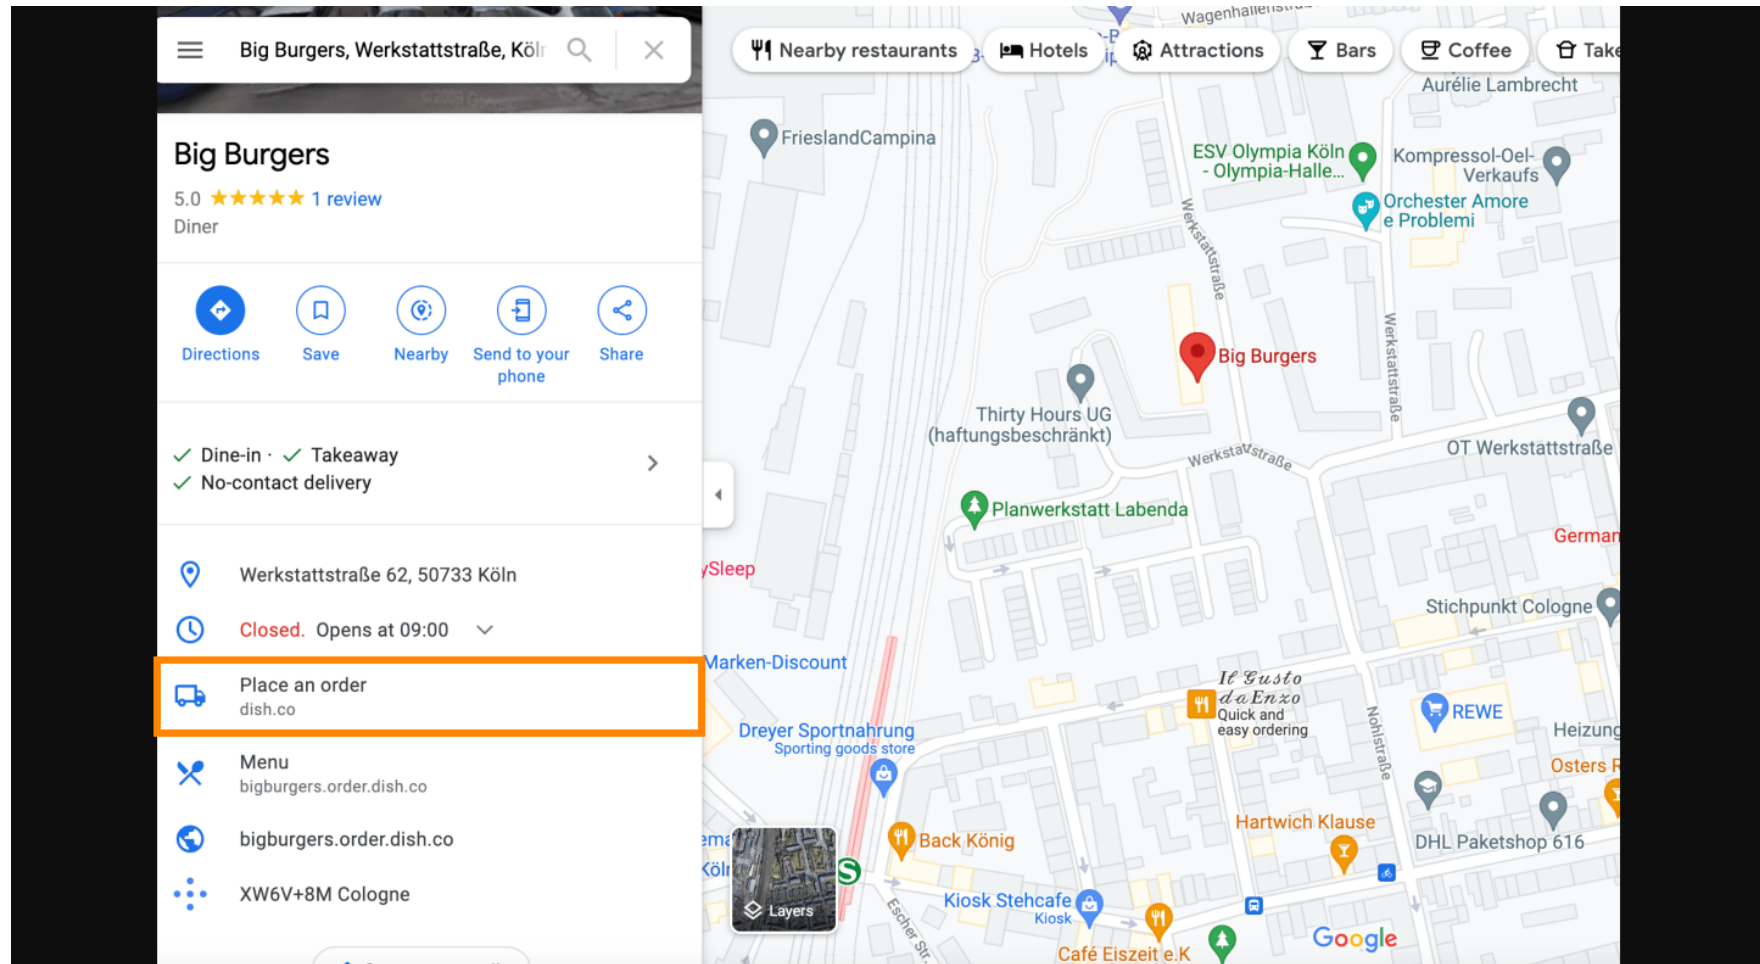 Big Burgers, Werkstattstraße, Köln
Big Burgers
5.0 1 review
Diner
Directions
Save
Nearby
Send to your
phone
Share
Dine-in · Takeaway
No-contact delivery
Werkstattstraße 62, 50733 Köln
Closed. Opens at 09:00
Place an order
dish.co
Menu
bigburgers.order.dish.co
bigburgers.order.dish.co
XW6V+8M Cologne
Nearby restaurants
Hotels
Attractions
Bars
Coffee
Take
Aurélie Lambrecht
FrieslandCampina
ESV Olympia Köln
- Olympia-Halle...
Kompressol-Oel-
Verkaufs
Orchester Amore
e Problemi
Werkstattstraße
Werkstattstraße
Big Burgers
Thirty Hours UG
(haftungsbeschränkt)
Werkstattstraße
OT Werkstattstraße
Planwerkstatt Labenda
German
ySleep
Stichpunkt Cologne
Marken-Discount
Il Gusto
da Enzo
Quick and
easy ordering
REWE
Nohlstraße
Heizung
Dreyer Sportnahrung
Sporting goods store
Osters
Hartwich Klause
Back König
DHL Paketshop 616
Layers
S
Kiosk Stehcafe
Kiosk
Escher Str.
Café Eiszeit e.K
Google